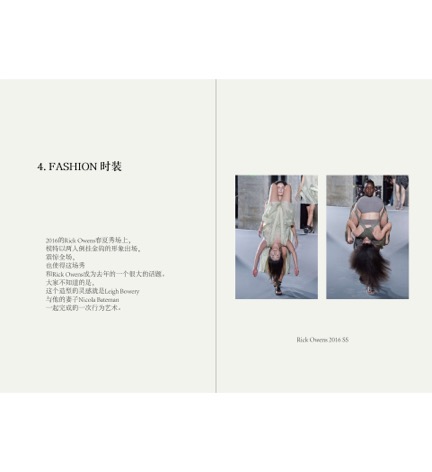 4. FASHION 时装
2016的Rick Owens春夏秀场上,
模特以两人倒挂金钩的形象出场,
震惊全场,
也使得这场秀
和Rick Owens成为去年的一个很大的话题。
大家不知道的是,
这个造型的灵感就是Leigh Bowery
与他的妻子Nicola Bateman
一起完成的一次行为艺术。
Rick Owens 2016 SS